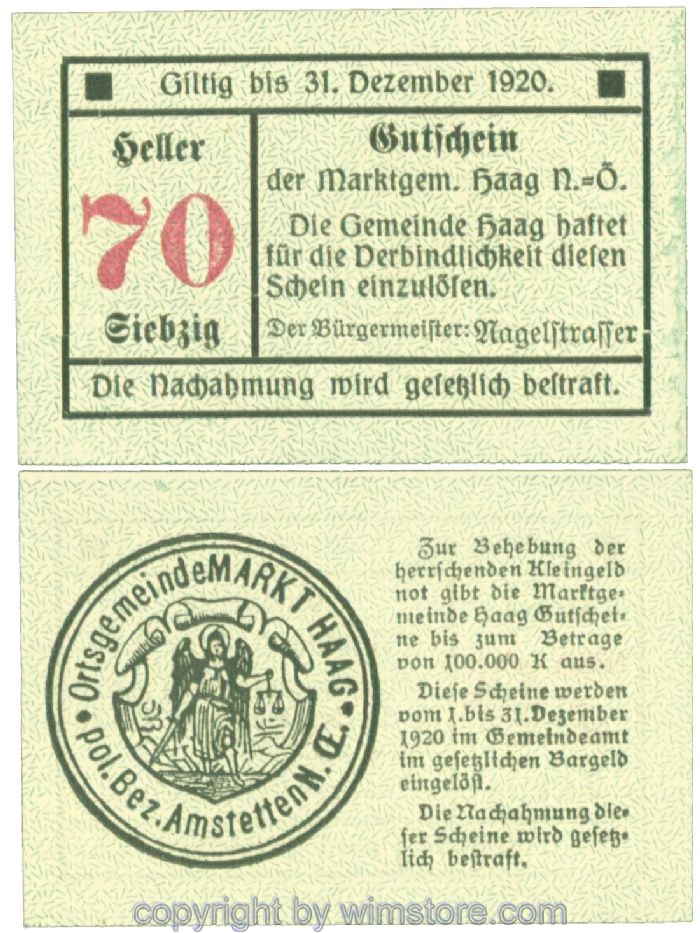 Giltig bis 31. Dezember 1920.
Heller
70
Siebzig
Gutschein
der Marktgem. Haag N.=Ö.
Die Gemeinde Haag haftet
für die Verbindlichkeit diesen
Schein einzulösen.
Der Bürgermeister: Nagelstrasser
Die Nachahmung wird gesetzlich bestraft.
Ortsgemeinde MARKT HAAG
pol. Bez. Amstetten N. Œ.
Zur Behebung der
herrschenden Kleingeld
not gibt die Marktge=
meinde Haag Gutschei=
ne bis zum Betrage
von 100.000 K aus.
Diese Scheine werden
vom 1. bis 31. Dezember
1920 im Gemeindeamt
im gesetzlichen Bargeld
eingelöst.
Die Nachahmung die=
ser Scheine wird gesetz=
lich bestraft.
copyright by wimstore.com